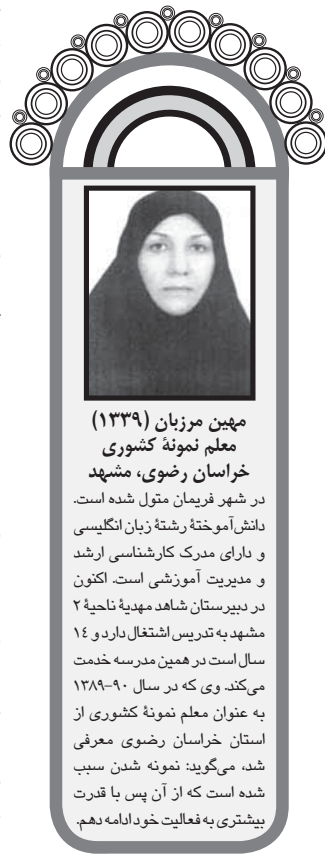 مهین مرزبان (۱۳۳۹)
معلم نمونهٔ کشوری
خراسان رضوی، مشهد
در شهر فریمان متول شده است.
دانش‌آموختهٔ رشتهٔ زبان انگلیسی
و دارای مدرک کارشناسی ارشد
و مدیریت آموزشی است. اکنون
در دبیرستان شاهد مهدیهٔ ناحیهٔ ۲
مشهد به تدریس اشتغال دارد و ۱۴
سال است در همین مدرسه خدمت
می‌کند. وی که در سال ۹۰-۱۳۸۹
به عنوان معلم نمونهٔ کشوری از
استان خراسان رضوی معرفی
شد، می‌گوید: نمونه شدن سبب
شده است که از آن پس با قدرت
بیشتری به فعالیت خود ادامه دهم.